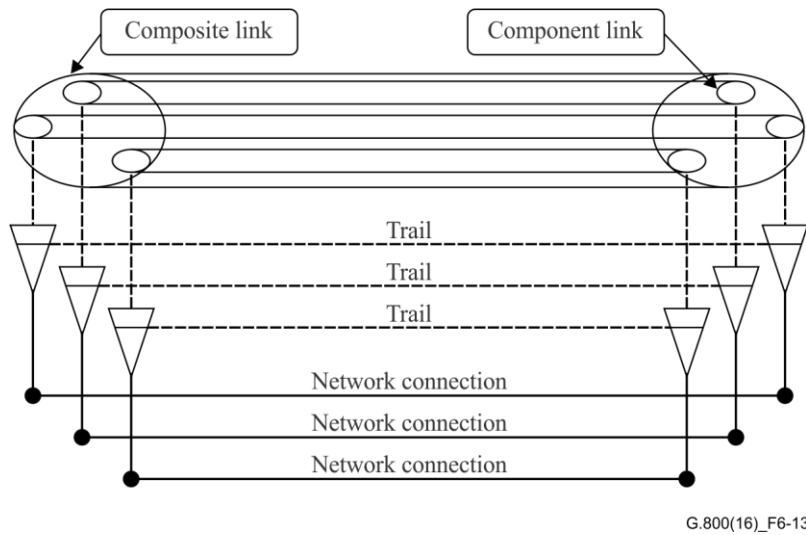 Composite link
Component link
Trail
Trail
Trail
Network connection
Network connection
Network connection
G.800(16)_F6-13